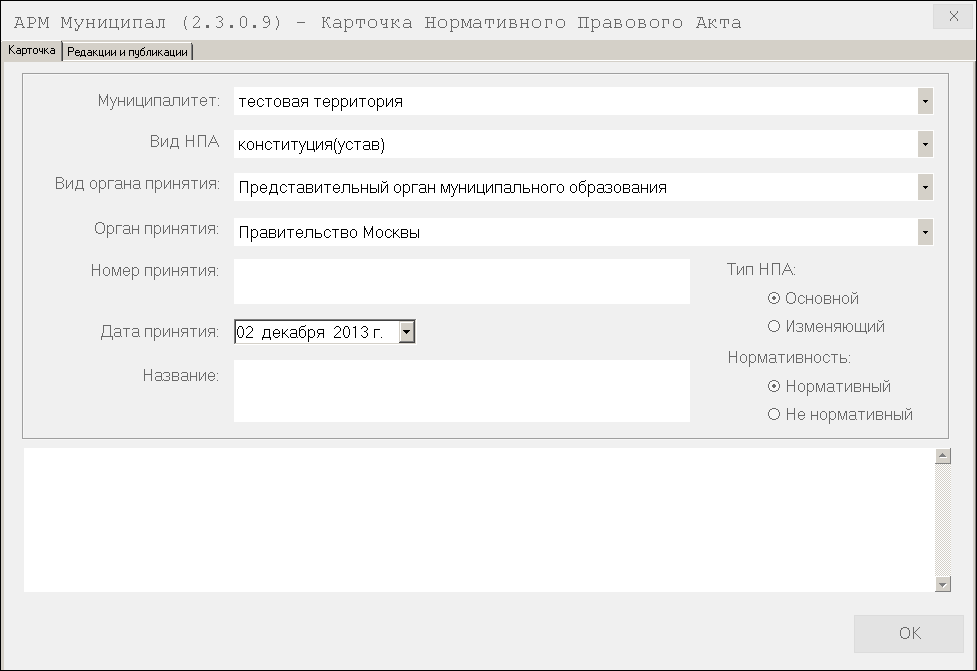 АРМ Муниципал (2.3.0.9) - Карточка Нормативного Правового Акта
X
Карточка
Редакции и публикации
Муниципалитет:
тестовая территория
Вид НПА
конституция(устав)
Вид органа принятия:
Представительный орган муниципального образования
Орган принятия:
Правительство Москвы
Номер принятия:
Тип НПА:
Основной
Изменяющий
Дата принятия:
02 декабря 2013 г.
Название:
Нормативность:
Нормативный
Не нормативный
OK